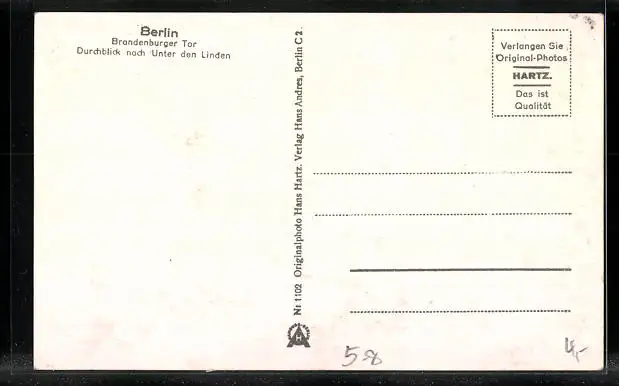 Berlin
Brandenburger Tor
Durchblick nach Unter den Linden
Nr 1102 Originalphoto Hans Hartz. Verlag Hans Andres, Berlin C 2.
Verlangen Sie
Original-Photos
HARTZ.
Das ist
Qualität
58